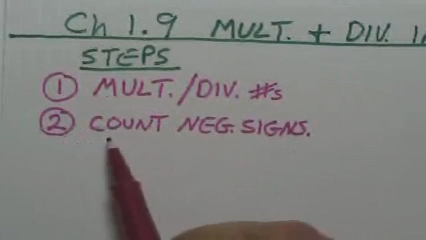 Ch 1.9 MULT. + DIV.
STEPS
① MULT./DIV. #s
② COUNT NEG. SIGNS.